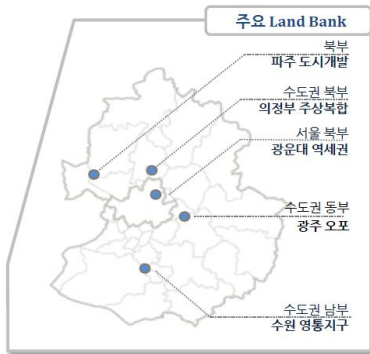 주요 Land Bank
북부
파주 도시개발
수도권 북부
의정부 주상복합
서울 북부
광운대 역세권
수도권 동부
광주 오포
수도권 남부
수원 영통지구